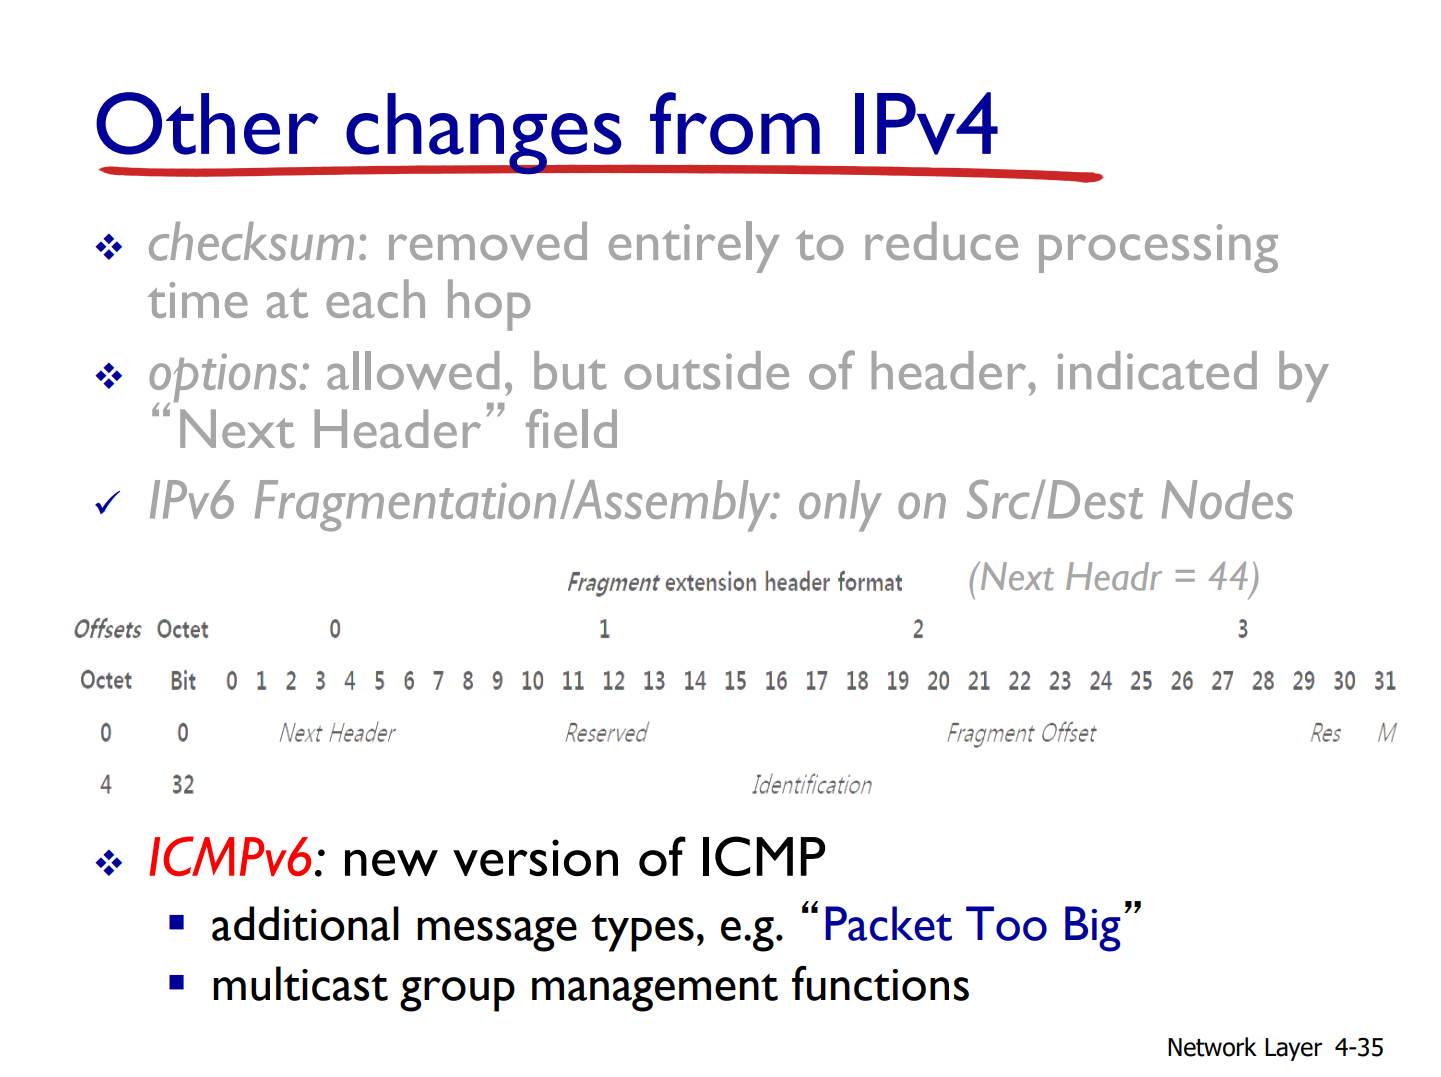 Other changes from IPv4
❖ checksum: removed entirely to reduce processing
time at each hop
❖ options: allowed, but outside of header, indicated by
“Next Header” field
✓ IPv6 Fragmentation/Assembly: only on Src/Dest Nodes
Fragment extension header format (Next Headr = 44)
Offsets Octet 0 1 2 3
Octet Bit 0 1 2 3 4 5 6 7 8 9 10 11 12 13 14 15 16 17 18 19 20 21 22 23 24 25 26 27 28 29 30 31
0 0 Next Header Reserved Fragment Offset Res M
4 32 Identification
❖ ICMPv6: new version of ICMP
▪ additional message types, e.g. “Packet Too Big”
▪ multicast group management functions
Network Layer 4-35